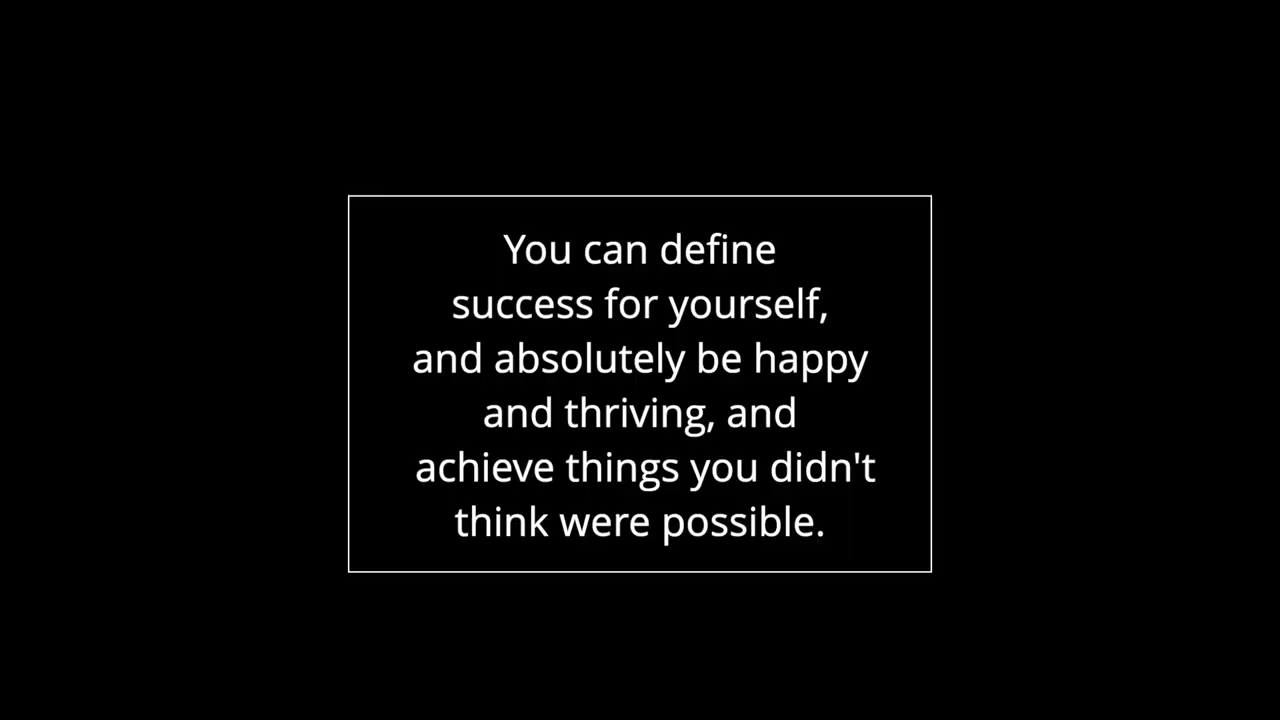 You can define
success for yourself,
and absolutely be happy
and thriving, and
achieve things you didn't
think were possible.